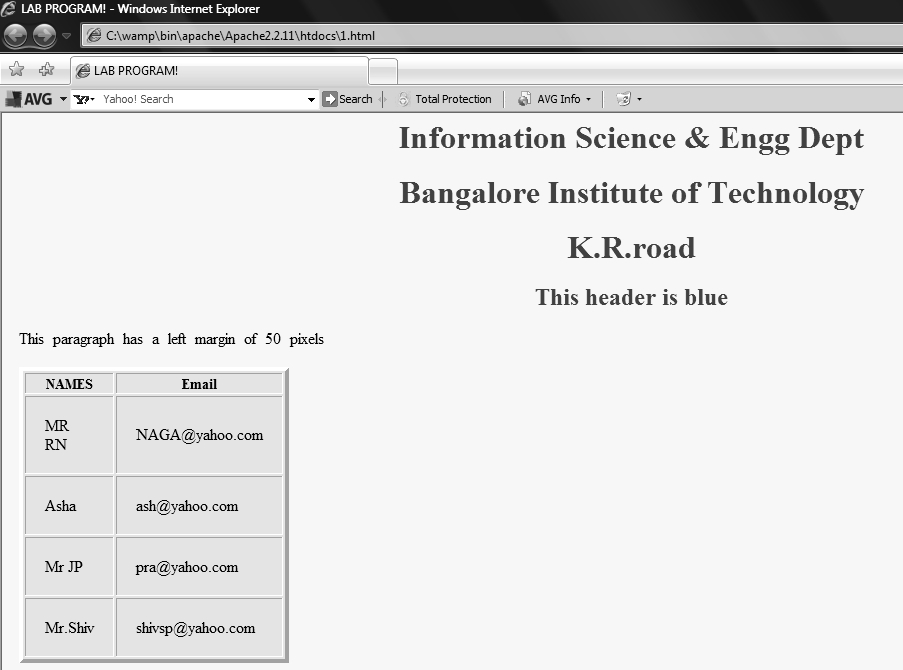 LAB PROGRAM! - Windows Internet Explorer
C:\wamp\bin\apache\Apache2.2.11\htdocs\1.html
LAB PROGRAM!
AVG Y! Yahoo! Search Search Total Protection AVG Info
Information Science & Engg Dept
Bangalore Institute of Technology
K.R.road
This header is blue
This paragraph has a left margin of 50 pixels
NAMES Email
MR
RN NAGA@yahoo.com
Asha ash@yahoo.com
Mr JP pra@yahoo.com
Mr.Shiv shivsp@yahoo.com